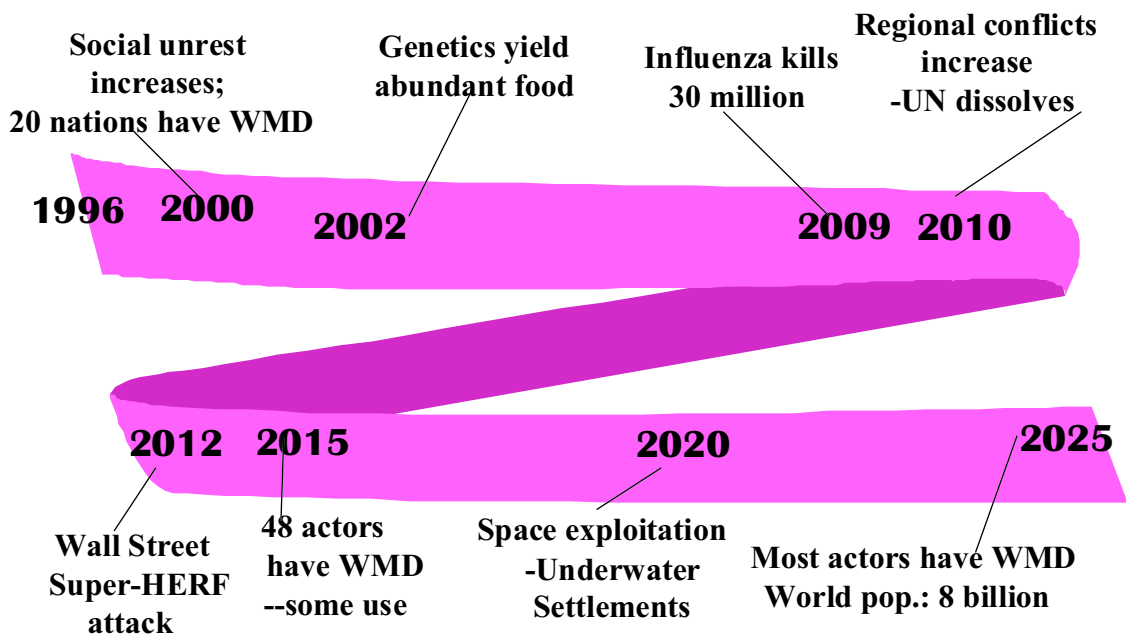 Social unrest
increases;
20 nations have WMD
Genetics yield
abundant food
Influenza kills
30 million
Regional conflicts
increase
-UN dissolves
1996
2000
2002
2009
2010
2012
2015
2020
2025
Wall Street
Super-HERF
attack
48 actors
have WMD
--some use
Space exploitation
-Underwater
Settlements
Most actors have WMD
World pop.: 8 billion